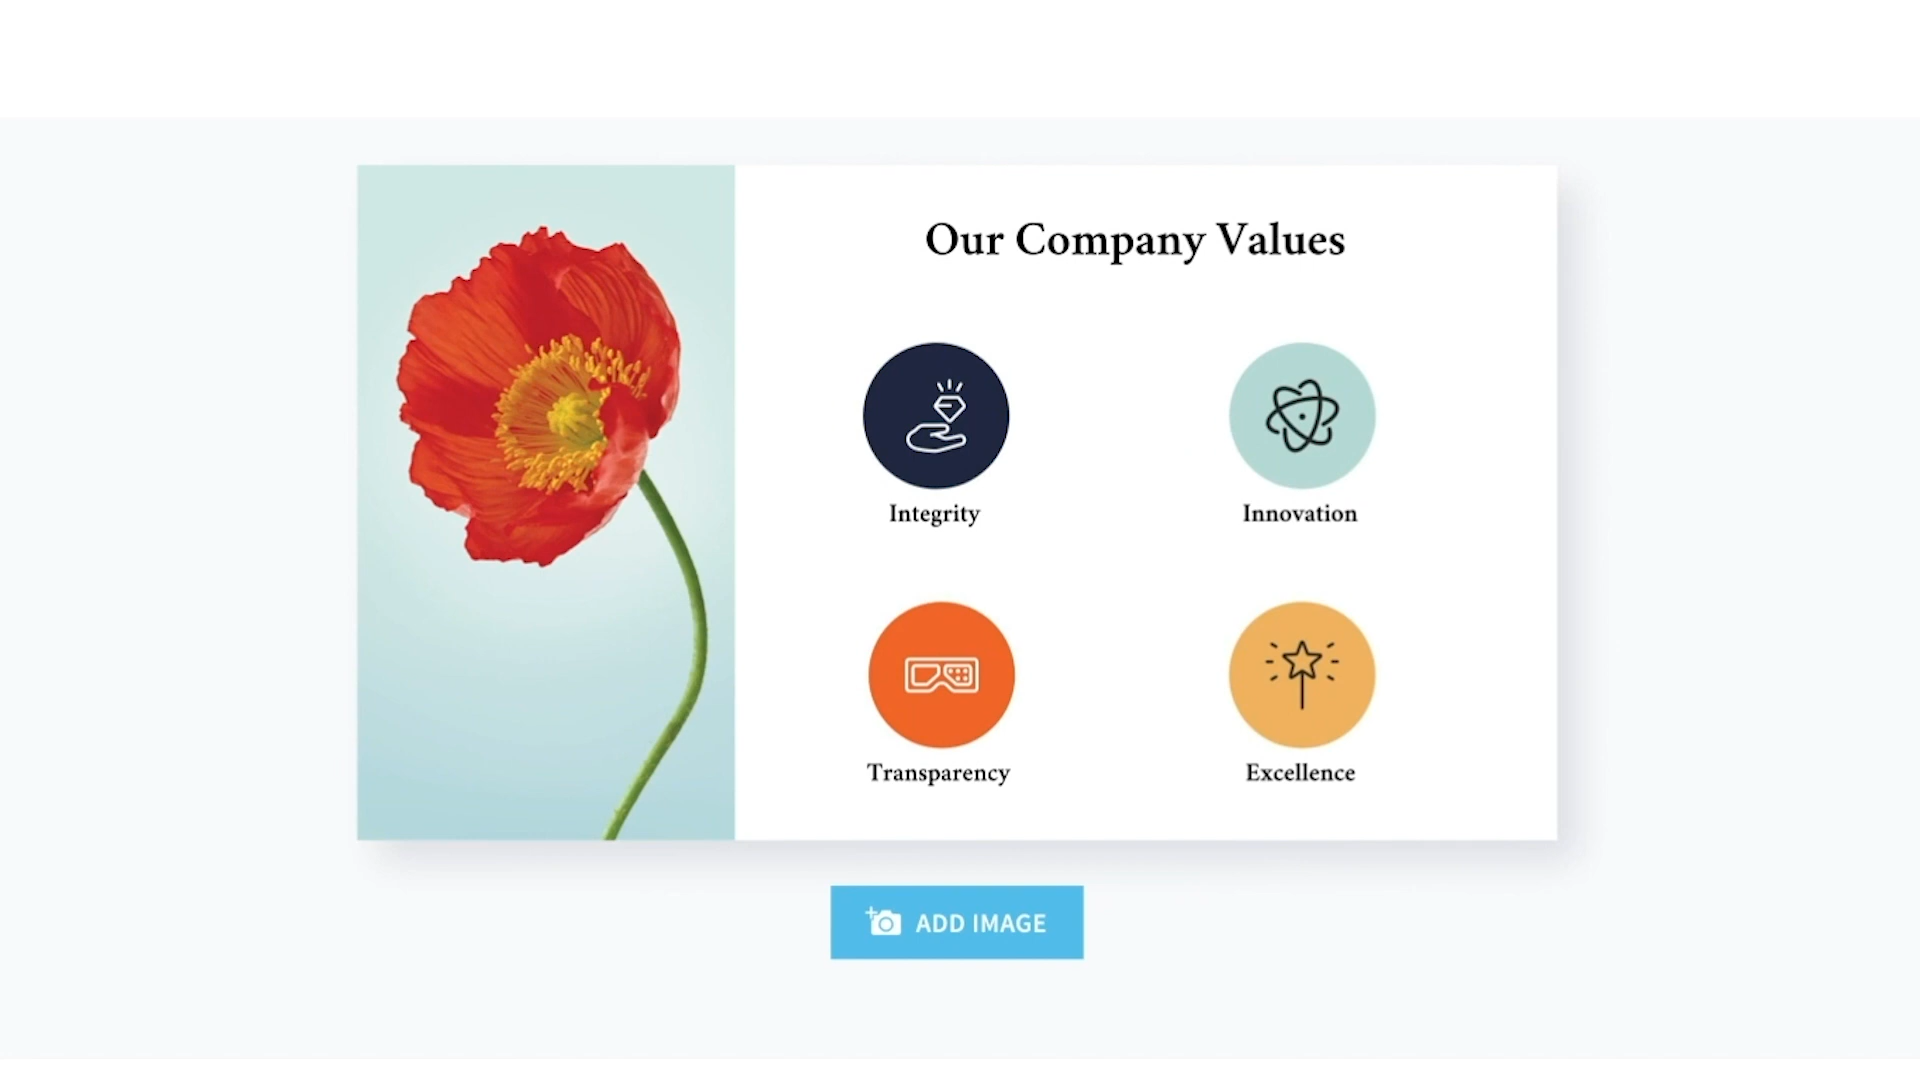 Our Company Values
Integrity
Innovation
Transparency
Excellence
ADD IMAGE